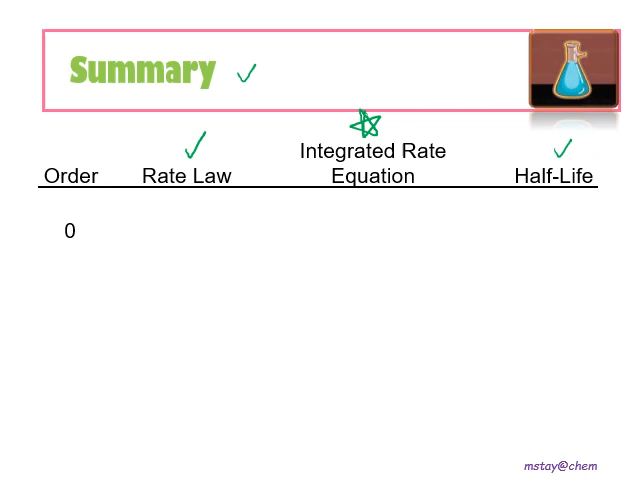 Summary
Integrated Rate
Order Rate Law Equation Half-Life
0
mstay@chem